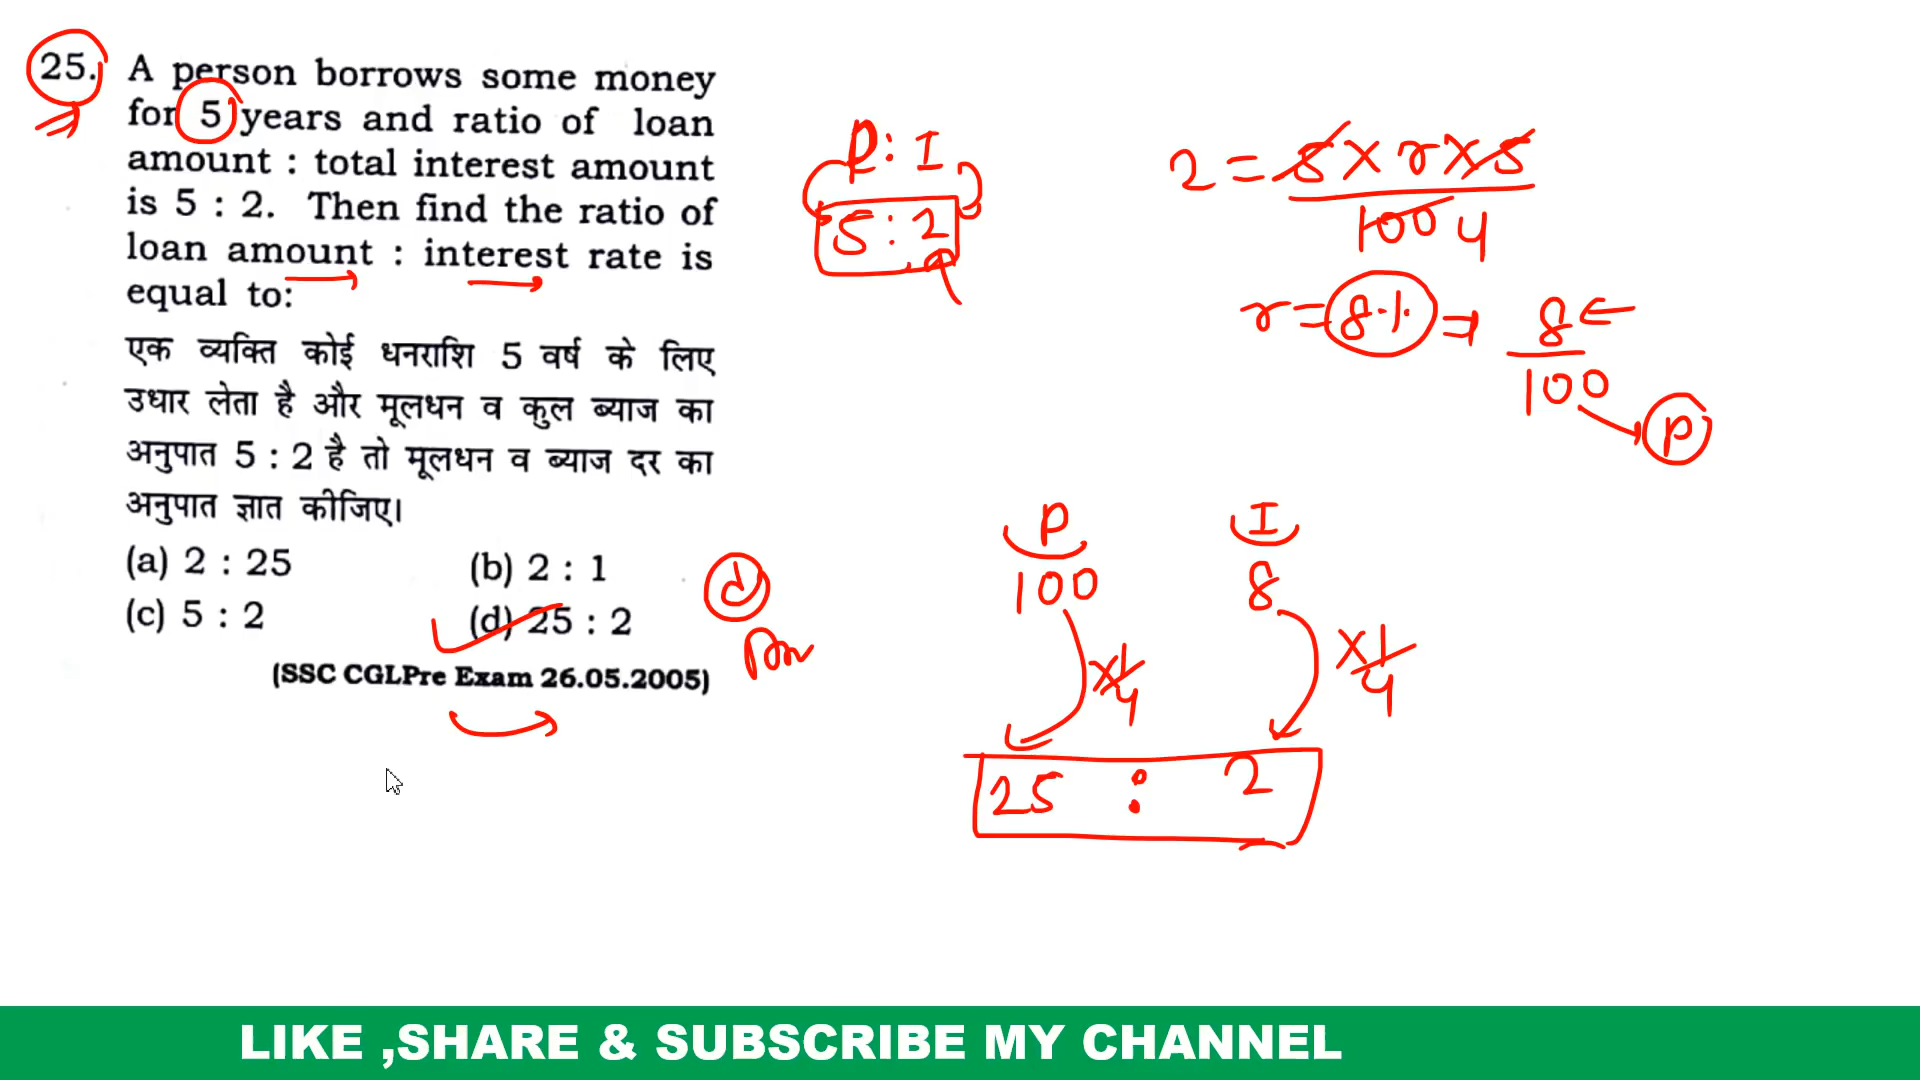 25. A person borrows some money
for 5 years and ratio of loan
amount : total interest amount
is 5 : 2. Then find the ratio of
loan amount : interest rate is
equal to:
एक व्यक्ति कोई धनराशि 5 वर्ष के लिए
उधार लेता है और मूलधन व कुल ब्याज का
अनुपात 5 : 2 है तो मूलधन व ब्याज दर का
अनुपात ज्ञात कीजिए।
(a) 2 : 25 (b) 2 : 1
(c) 5 : 2 (d) 25 : 2
(SSC CGLPre Exam 26.05.2005)
d
P : I
5 : 2
2 = 5 × r × 5
100 4
r = 8% ⇒ 8
100
P
P I
100 8
×1/4 ×1/4
25 : 2
LIKE ,SHARE & SUBSCRIBE MY CHANNEL